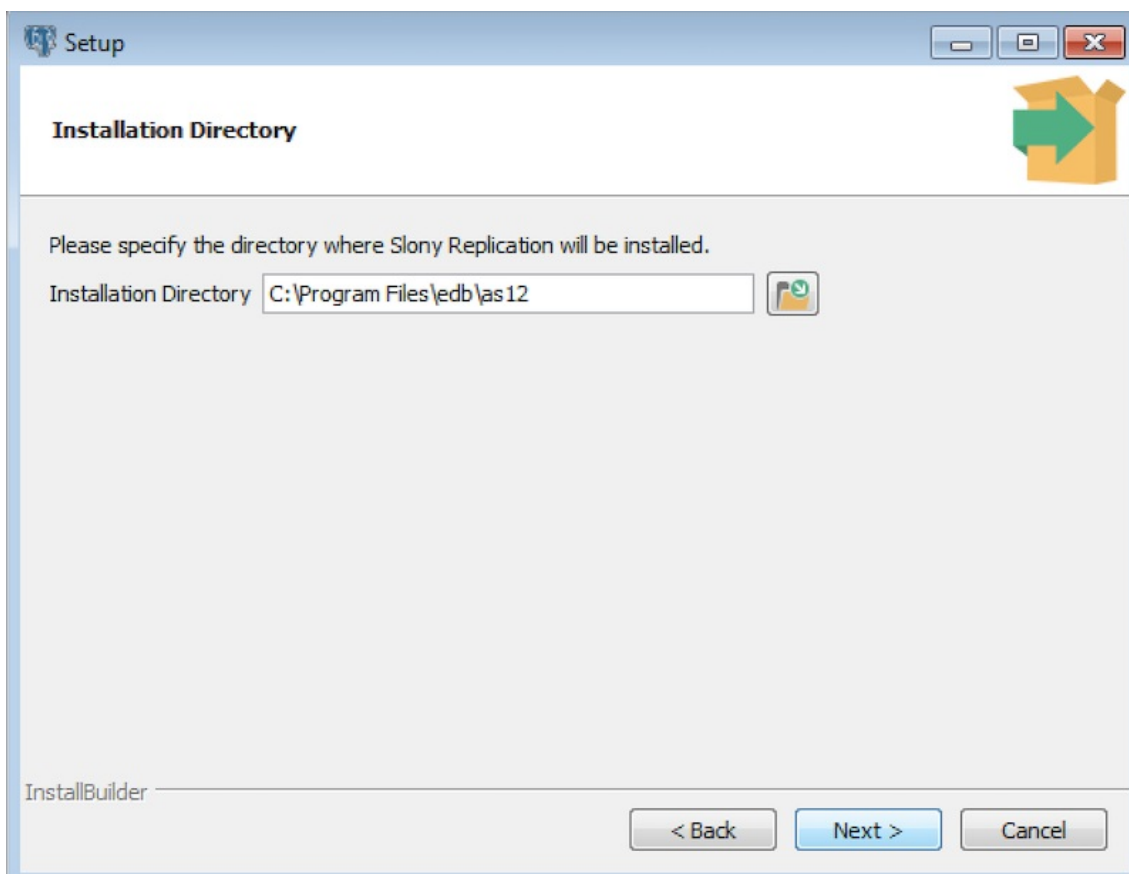 Setup
Installation Directory
Please specify the directory where Slony Replication will be installed.
Installation Directory C:\Program Files\edb\as12
InstallBuilder
< Back Next > Cancel